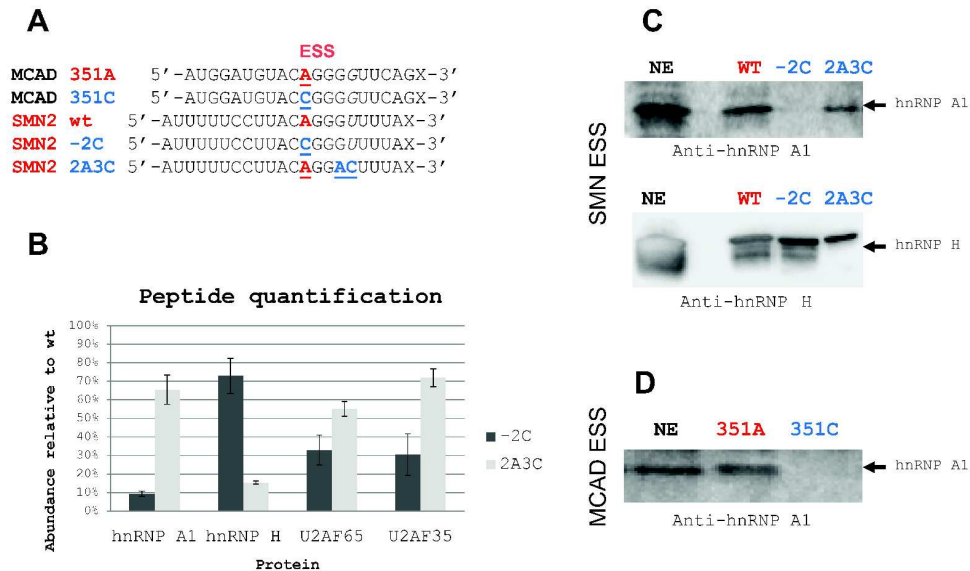 A
ESS
MCAD 351A 5'-AUGGAUGUACAGGGGUUCAGX-3'
MCAD 351C 5'-AUGGAUGUACCGGGGUUCAGX-3'
SMN2 wt 5'-AUUUUUCCUUACAGGGUUUUAX-3'
SMN2 -2C 5'-AUUUUUCCUUACCGGGUUUUAX-3'
SMN2 2A3C 5'-AUUUUUCCUUACAGGACUUUAX-3'
B
Peptide quantification
Abundance relative to wt
100%
90%
80%
70%
60%
50%
40%
30%
20%
10%
0%
hnRNP A1 hnRNP H U2AF65 U2AF35
Protein
-2C
2A3C
C
SMN ESS
NE WT -2C 2A3C
hnRNP A1
Anti-hnRNP A1
NE WT -2C 2A3C
hnRNP H
Anti-hnRNP H
D
MCAD ESS
NE 351A 351C
hnRNP A1
Anti-hnRNP A1